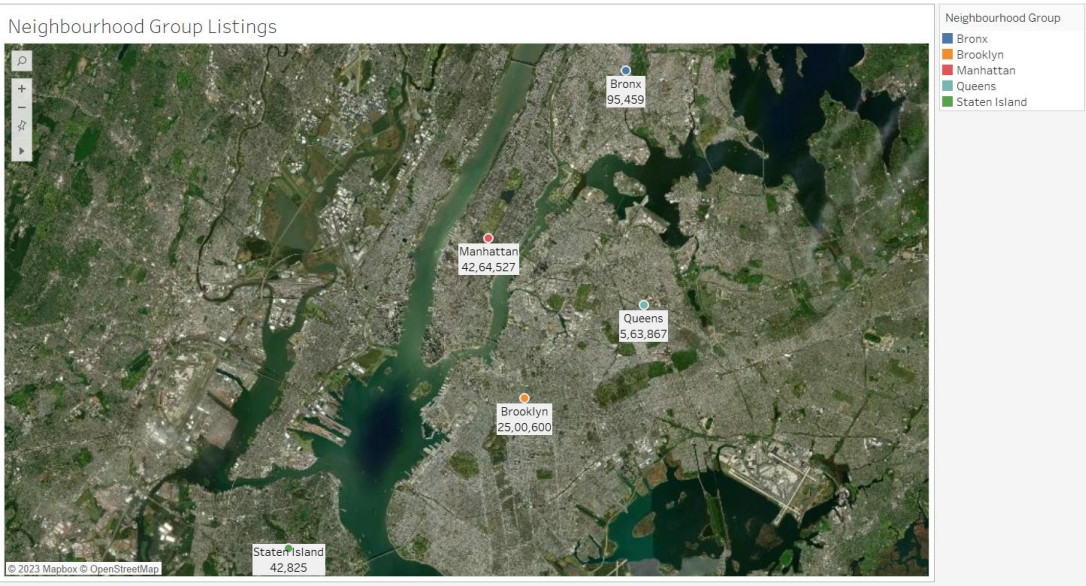 Neighbourhood Group Listings
Neighbourhood Group
Bronx
Brooklyn
Manhattan
Queens
Staten Island
Bronx
95,459
Manhattan
42,64,527
Queens
5,63,867
Brooklyn
25,00,600
Staten Island
42,825
© 2023 Mapbox © OpenStreetMap